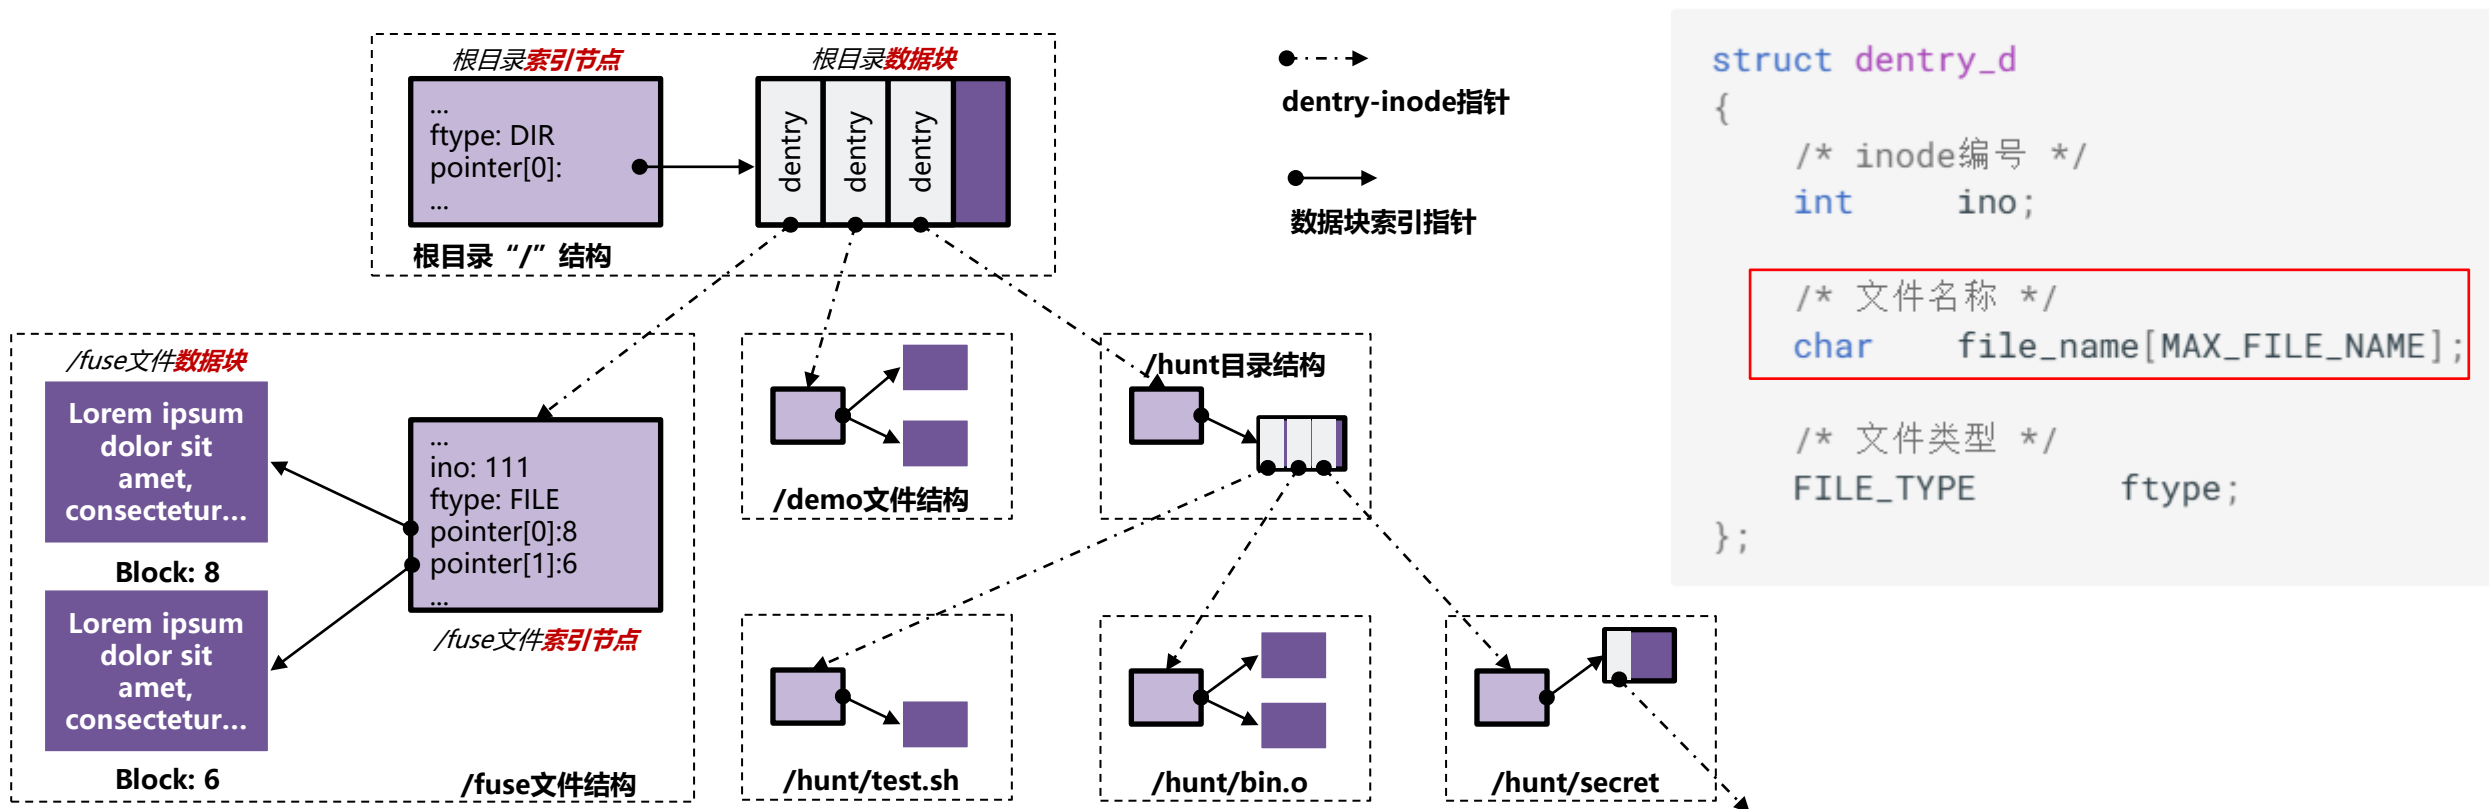 根目录索引节点
...
ftype: DIR
pointer[0]:
...
根目录数据块
dentry
dentry
dentry
根目录“/”结构
dentry-inode指针
数据块索引指针
/fuse文件数据块
Lorem ipsum
dolor sit
amet,
consectetur...
Block: 8
Lorem ipsum
dolor sit
amet,
consectetur...
Block: 6
...
ino: 111
ftype: FILE
pointer[0]:8
pointer[1]:6
...
/fuse文件索引节点
/fuse文件结构
/demo文件结构
/hunt目录结构
/hunt/test.sh
/hunt/bin.o
/hunt/secret
struct dentry_d
{
/* inode编号 */
int ino;
/* 文件名称 */
char file_name[MAX_FILE_NAME];
/* 文件类型 */
FILE_TYPE ftype;
};